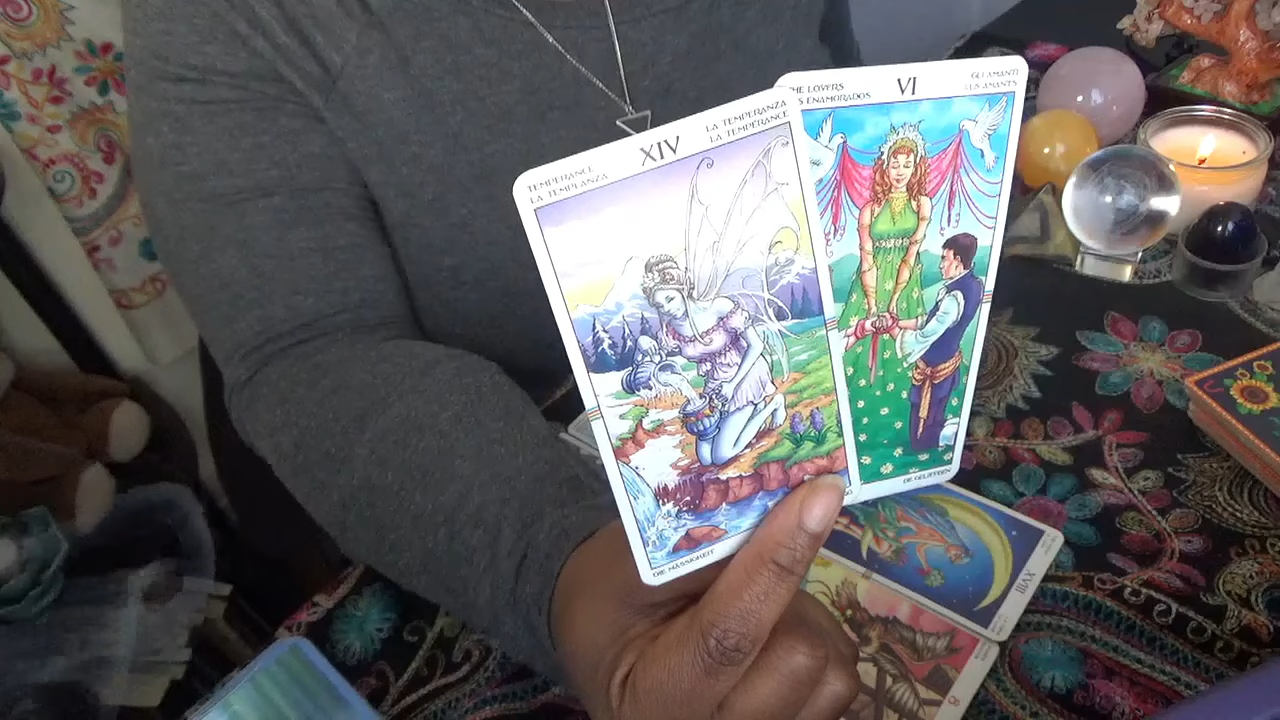 TEMPERANCE
LA TEMPLANZA
XIV
LA TEMPERANZA
LA TEMPÉRANCE
DIE MÄSSIGKEIT
THE LOVERS
S ENAMORADOS
VI
GLI AMANTI
LES AMANTS
DIE GELIEBTEN
XVIII
8